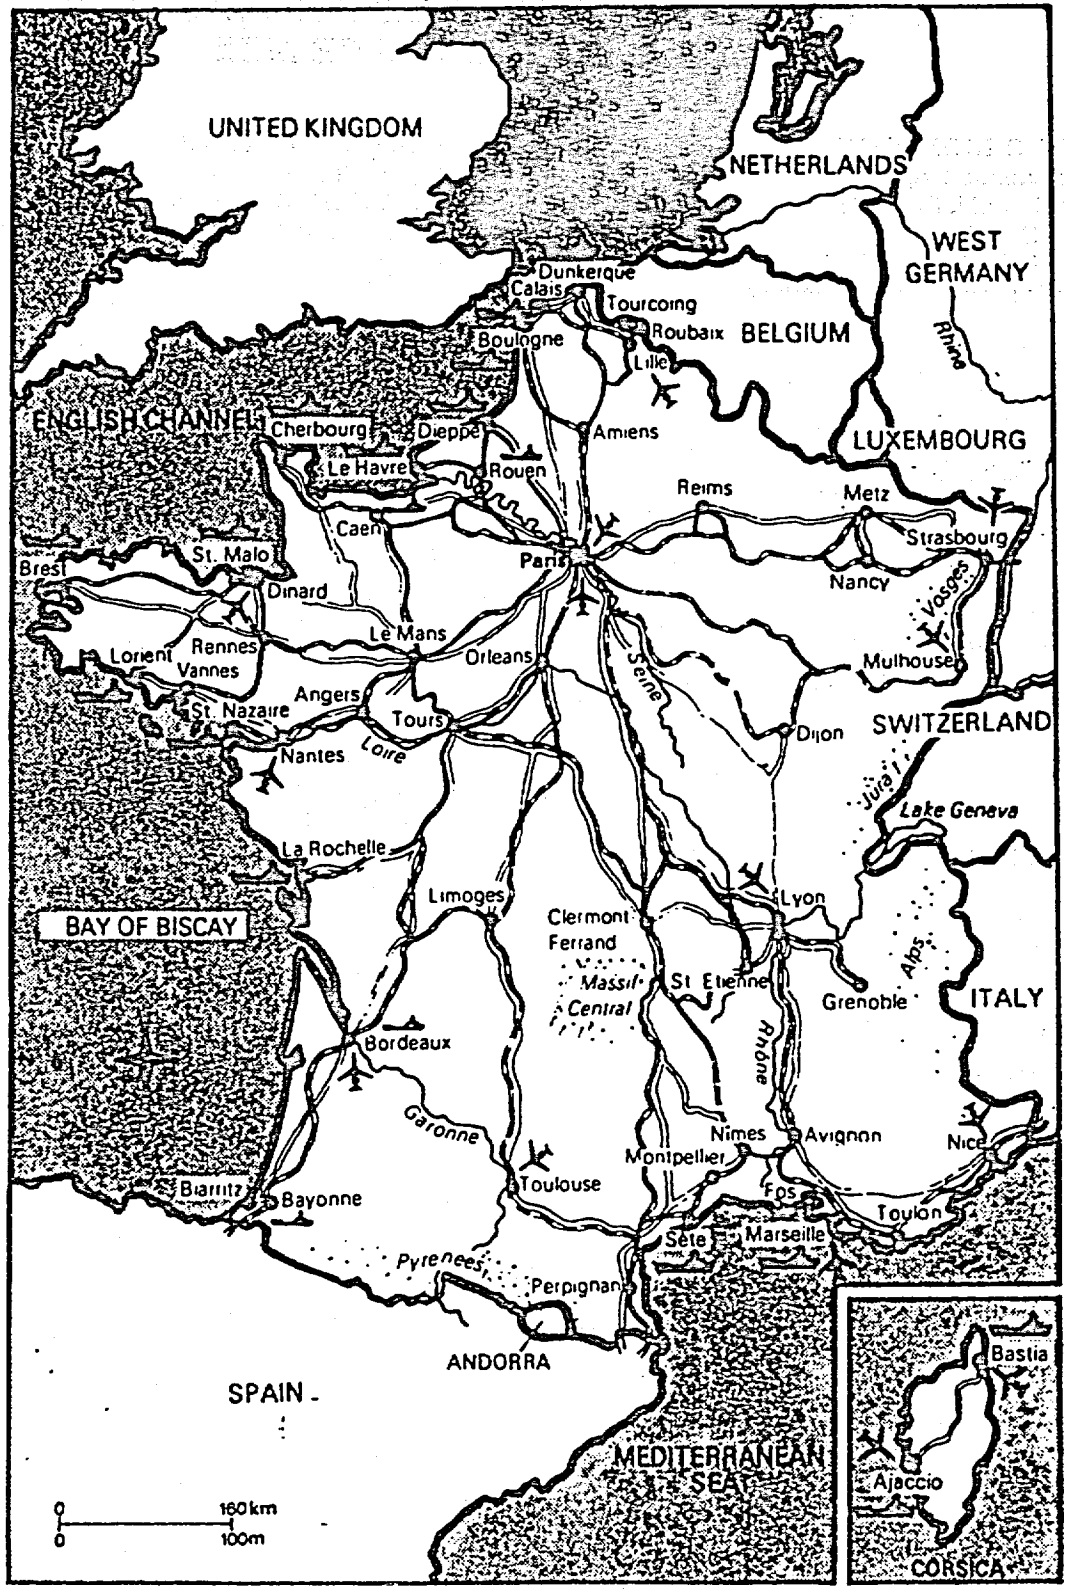 UNITED KINGDOM
NETHERLANDS
WEST
GERMANY
Rhine
Dunkerque
Calais
Tourcoing
Boulogne
Roubaix
BELGIUM
Lille
ENGLISH CHANNEL
Cherbourg
Dieppe
Amiens
LUXEMBOURG
Le Havre
Rouen
Reims
Metz
Caen
Strasbourg
St. Malo
Paris
Brest
Nancy
Dinard
Vosges
Le Mans
Rennes
Orleans
Lorient
Vannes
Seine
Mulhouse
Angers
St. Nazaire
Tours
SWITZERLAND
Loire
Nantes
Dijon
Jura
Lake Geneva
La Rochelle
Limoges
Lyon
BAY OF BISCAY
Clermont
Ferrand
Alps
Massif
Central
St Etienne
Grenoble
ITALY
Bordeaux
Rhône
Garonne
Nimes
Avignon
Nice
Montpellier
Toulouse
Biarritz
Bayonne
Fos
Toulon
Sète
Marseille
Pyrenees
Perpignan
ANDORRA
Bastia
SPAIN
MEDITERRANEAN
SEA
Ajaccio
0 160km
0 100m
CORSICA